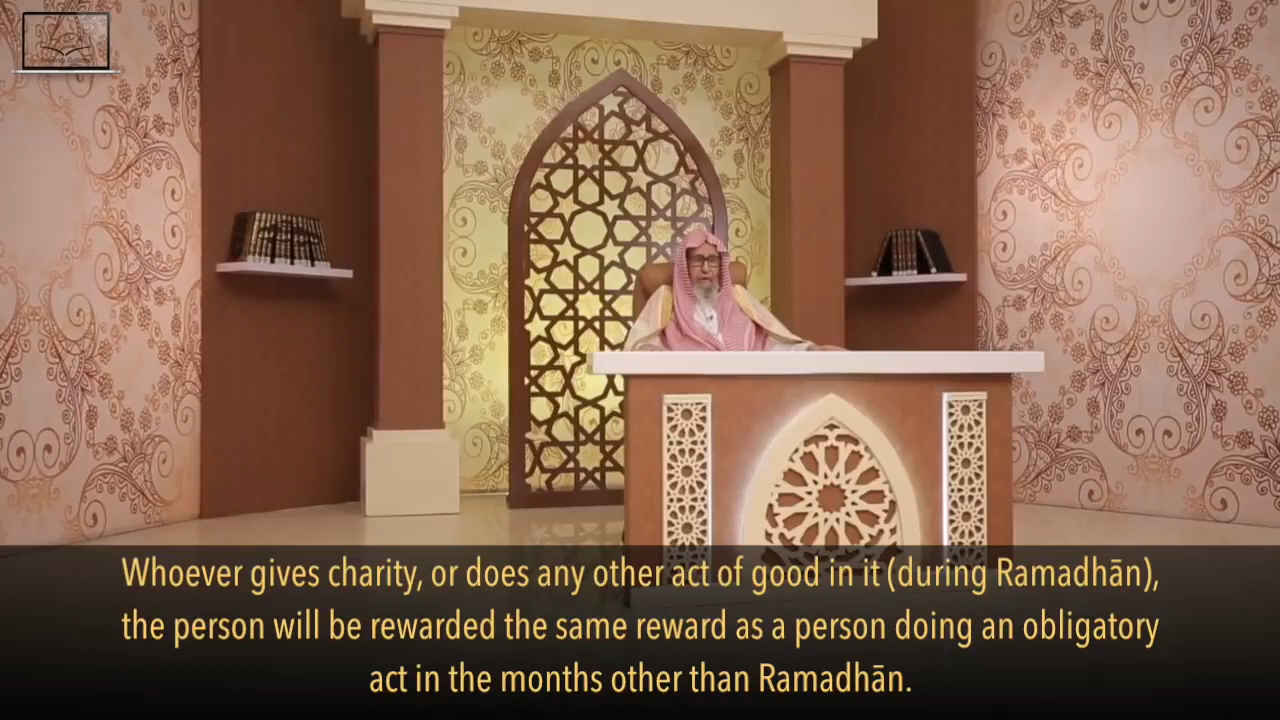 Whoever gives charity, or does any other act of good in it (during Ramadhān),
the person will be rewarded the same reward as a person doing an obligatory
act in the months other than Ramadhān.